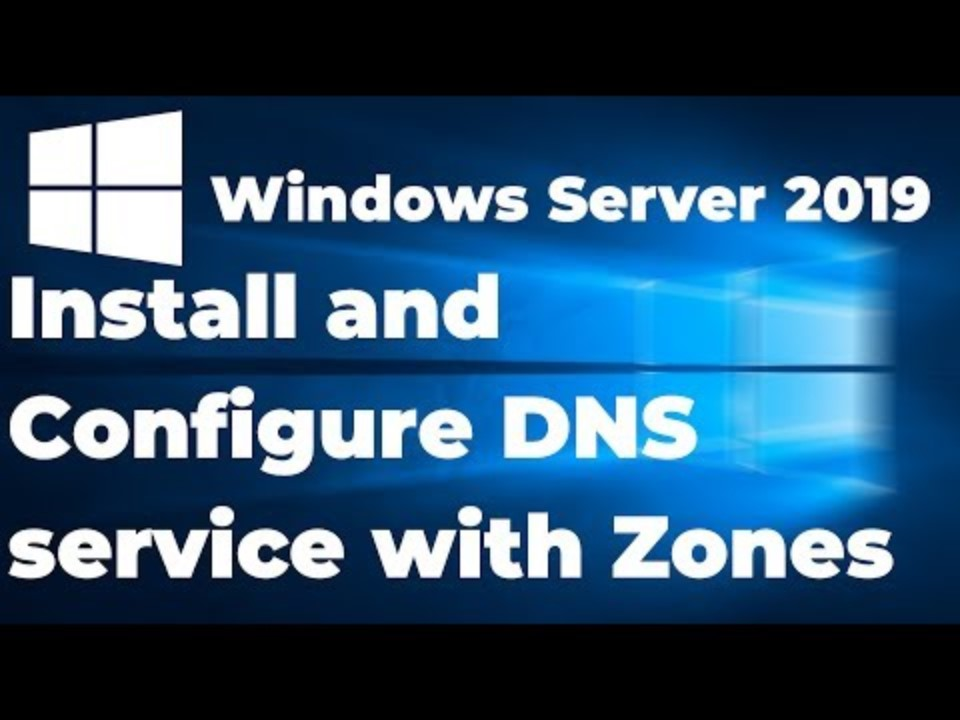 Windows Server 2019
Install and
Configure DNS
service with Zones